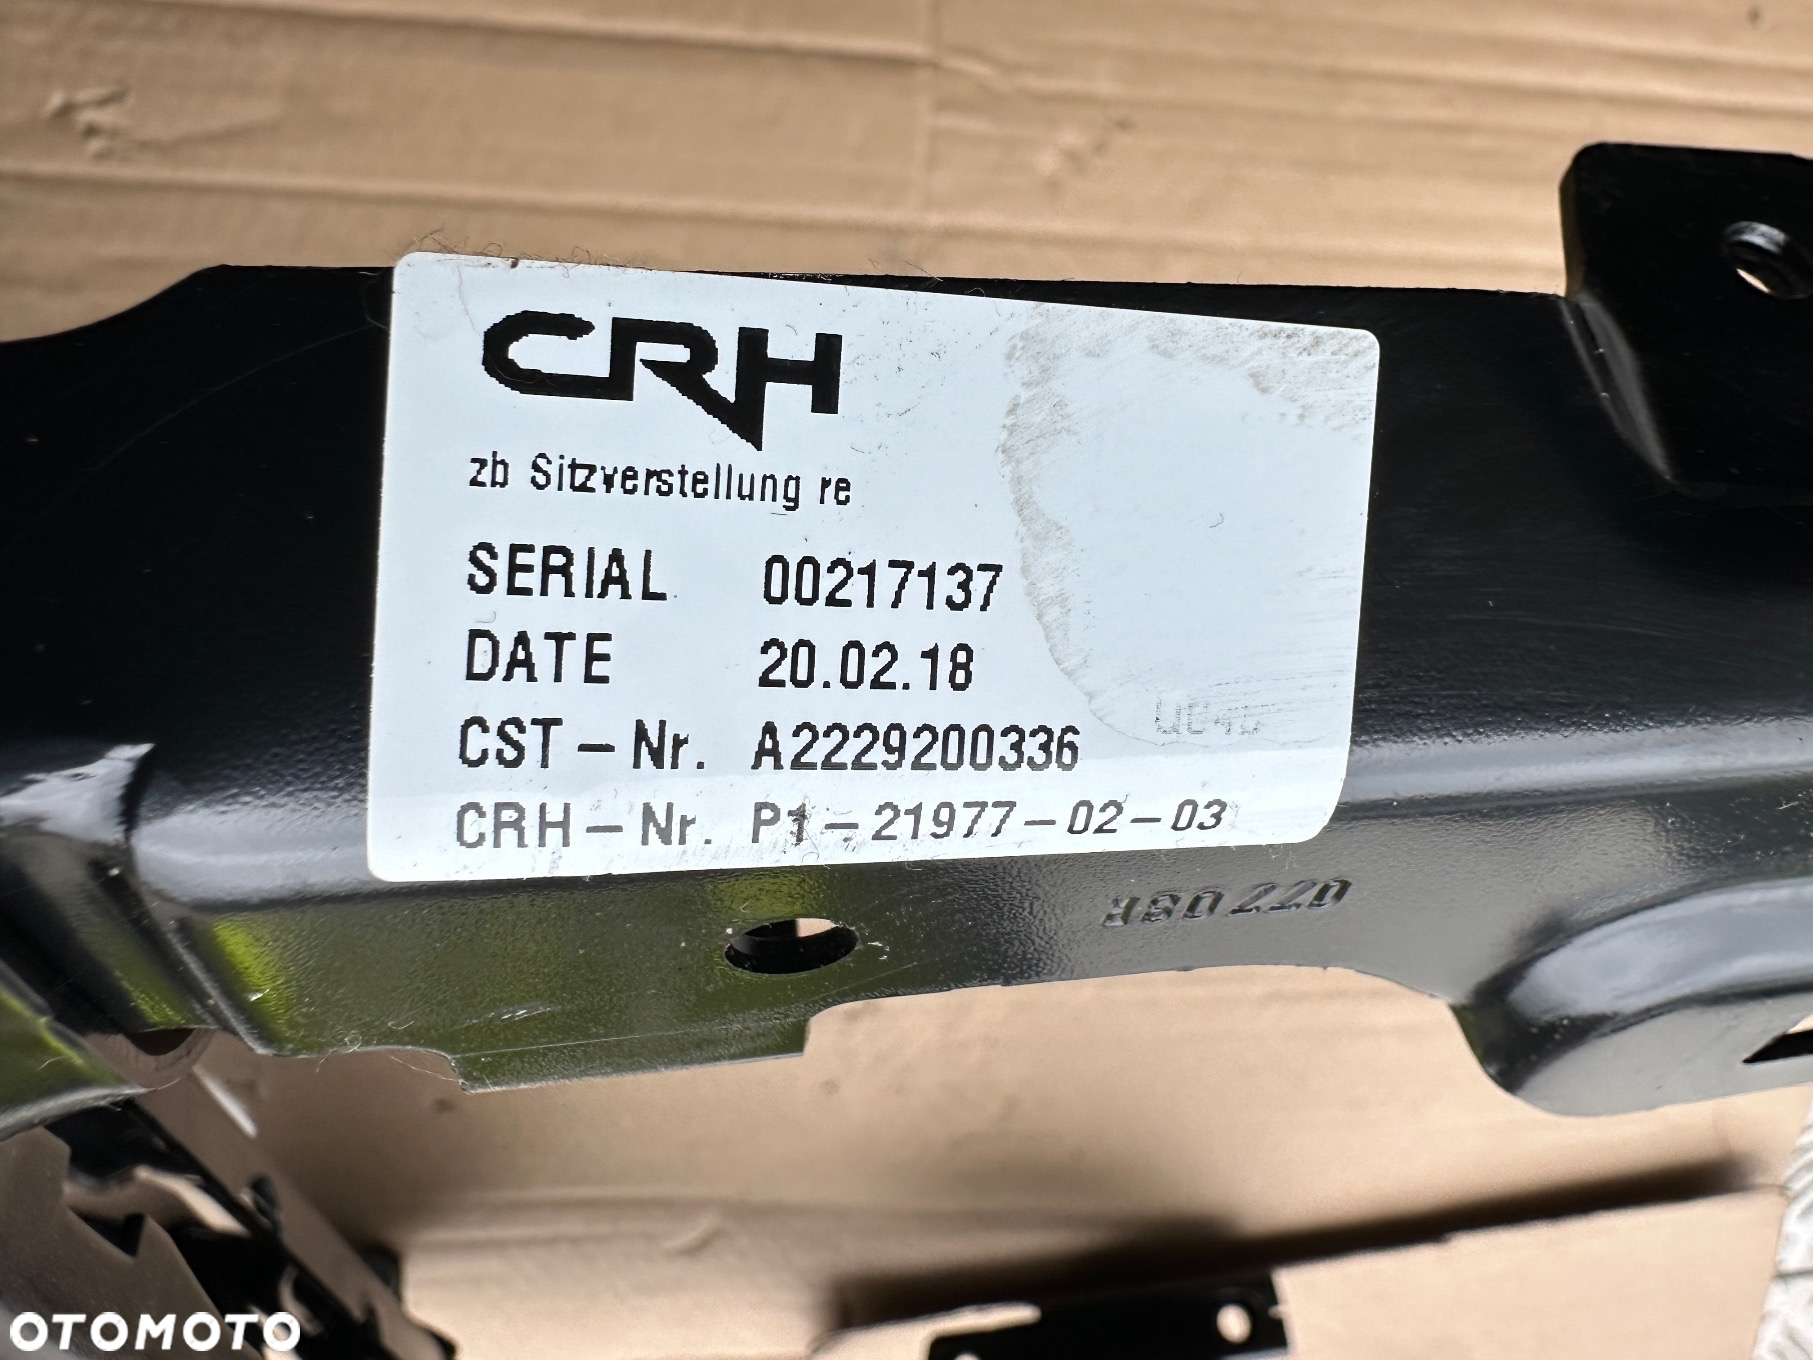 CRH
zb Sitzverstellung re
SERIAL 00217137
DATE 20.02.18
CST-Nr. A2229200336
CRH-Nr. P1-21977-02-03
OTOMOTO